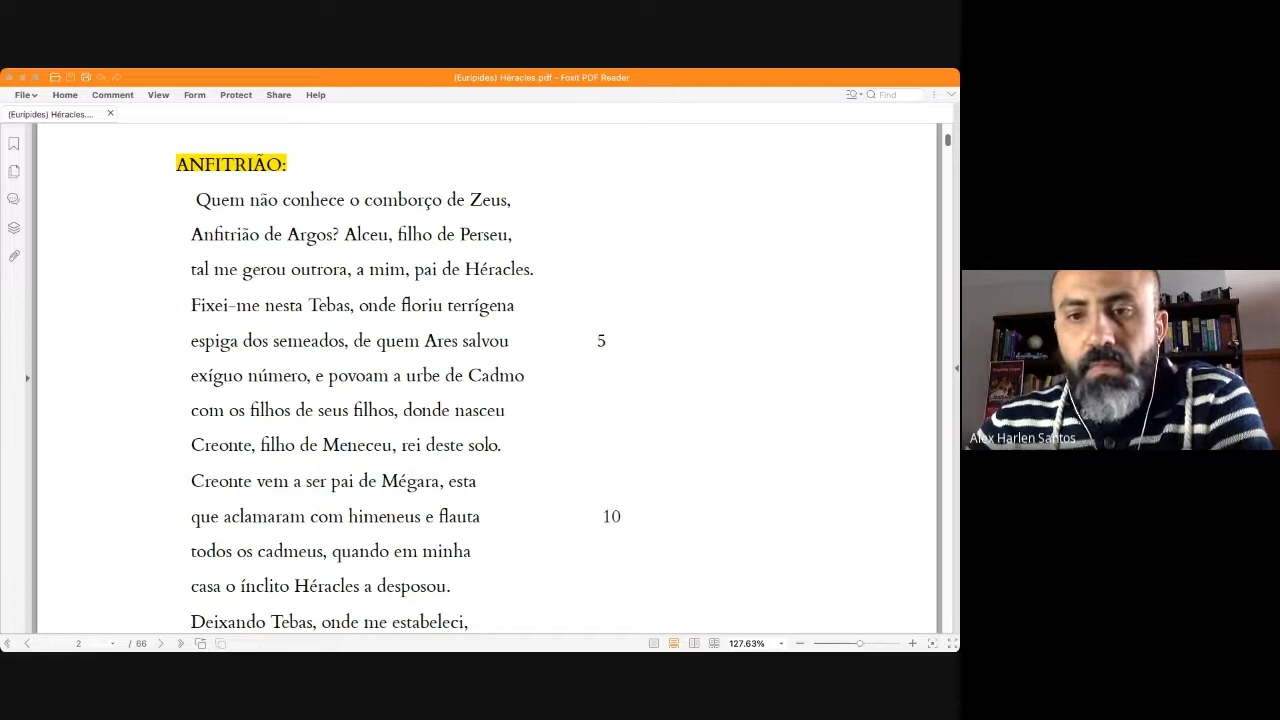 (Eurípides) Héracles.pdf - Foxit PDF Reader
File Home Comment View Form Protect Share Help
Find
(Eurípides) Héracles....
ANFITRIÃO:
Quem não conhece o comborço de Zeus,
Anfitrião de Argos? Alceu, filho de Perseu,
tal me gerou outrora, a mim, pai de Héracles.
Fixei-me nesta Tebas, onde floriu terrígena
espiga dos semeados, de quem Ares salvou 5
exíguo número, e povoam a urbe de Cadmo
com os filhos de seus filhos, donde nasceu
Creonte, filho de Meneceu, rei deste solo.
Creonte vem a ser pai de Mégara, esta
que aclamaram com himeneus e flauta 10
todos os cadmeus, quando em minha
casa o ínclito Héracles a desposou.
Deixando Tebas, onde me estabeleci,
2 / 66 127.63%
Alex Harlen Santos